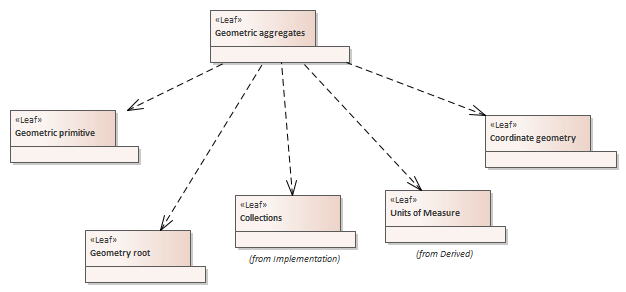 «Leaf»
Geometric aggregates
«Leaf»
Geometric primitive
«Leaf»
Coordinate geometry
«Leaf»
Geometry root
«Leaf»
Collections
(from Implementation)
«Leaf»
Units of Measure
(from Derived)